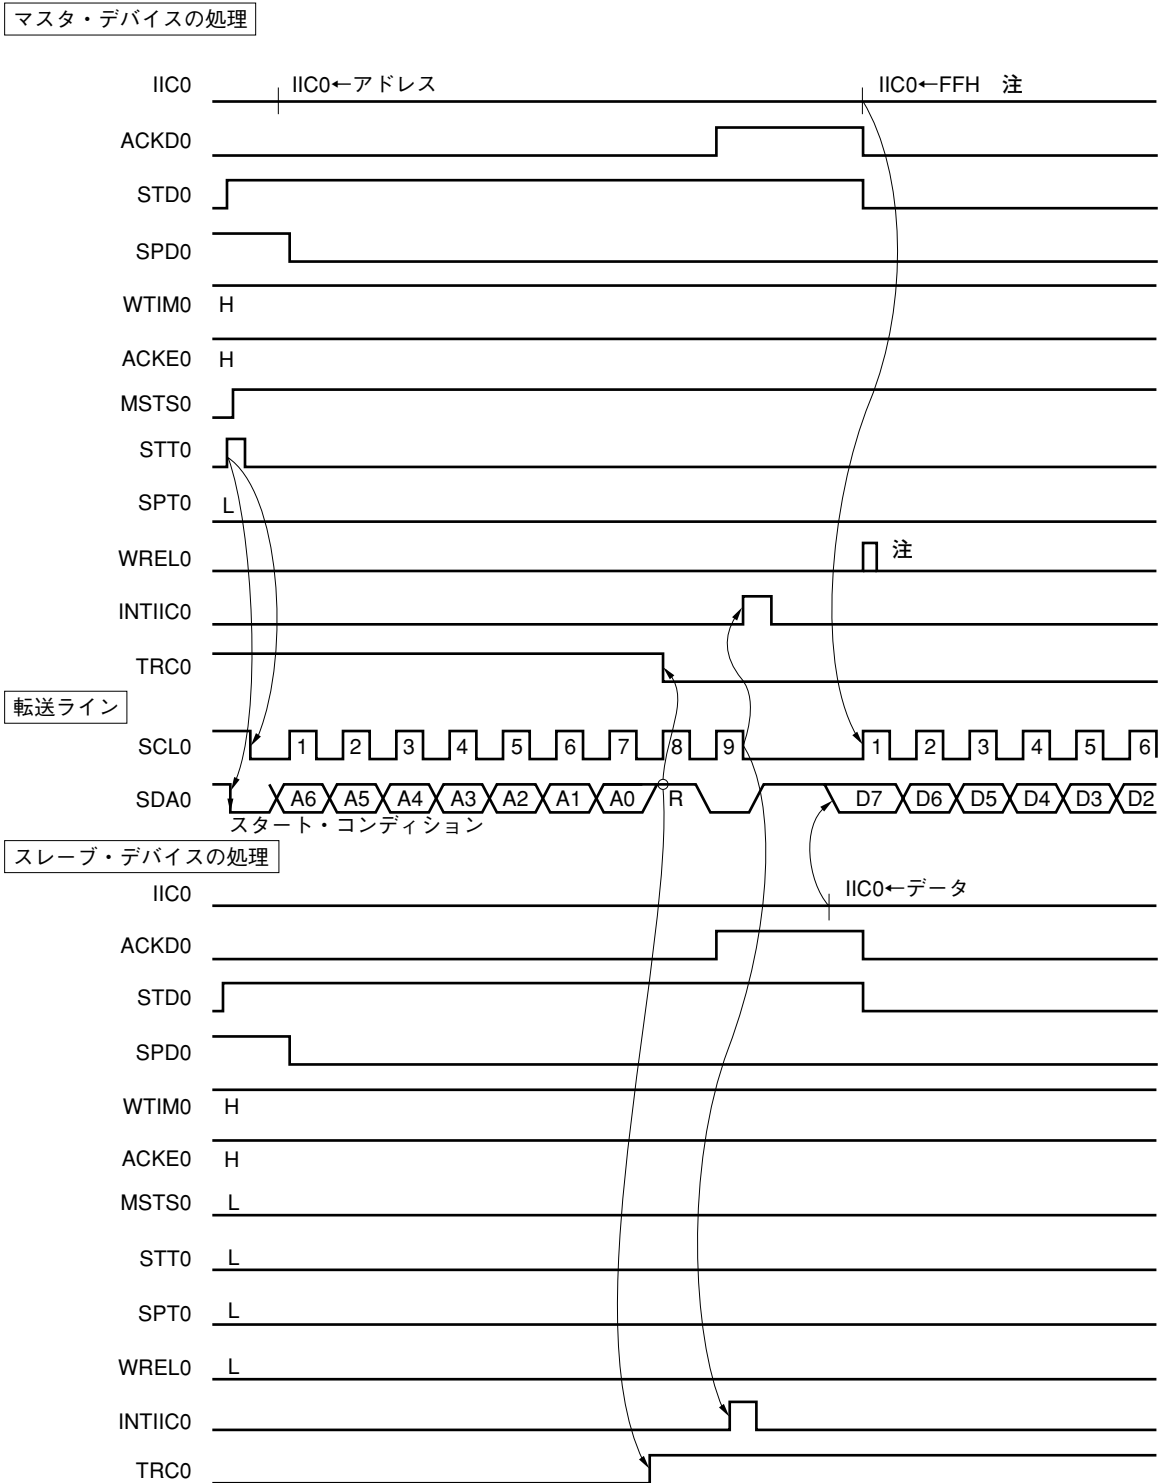 マスタ・デバイスの処理
IIC0 IIC0←アドレス IIC0←FFH 注
ACKD0
STD0
SPD0
WTIM0 H
ACKE0 H
MSTS0
STT0
SPT0 L
WREL0 注
INTIIC0
TRC0
転送ライン
SCL0 1 2 3 4 5 6 7 8 9 1 2 3 4 5 6
SDA0 A6 A5 A4 A3 A2 A1 A0 R D7 D6 D5 D4 D3 D2
スタート・コンディション
スレーブ・デバイスの処理
IIC0 IIC0←データ
ACKD0
STD0
SPD0
WTIM0 H
ACKE0 H
MSTS0 L
STT0 L
SPT0 L
WREL0 L
INTIIC0
TRC0